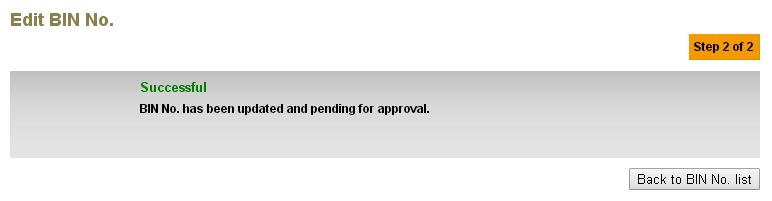 Edit BIN No.
Step 2 of 2
Successful
BIN No. has been updated and pending for approval.
Back to BIN No. list